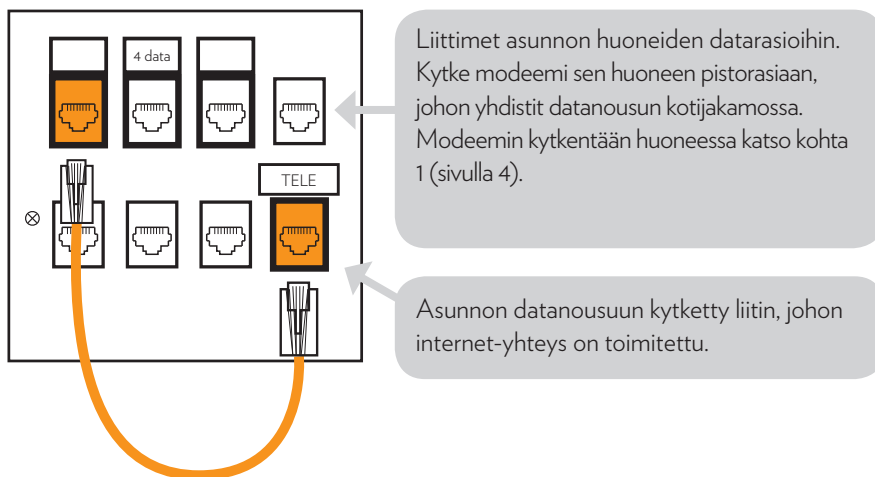 4 data
TELE
Liittimet asunnon huoneiden datarasioihin.
Kytke modeemi sen huoneen pistorasiaan,
johon yhdistit datanousun kotijakamossa.
Modeemin kytkentään huoneessa katso kohta
1 (sivulla 4).
Asunnon datanousuun kytketty liitin, johon
internet-yhteys on toimitettu.